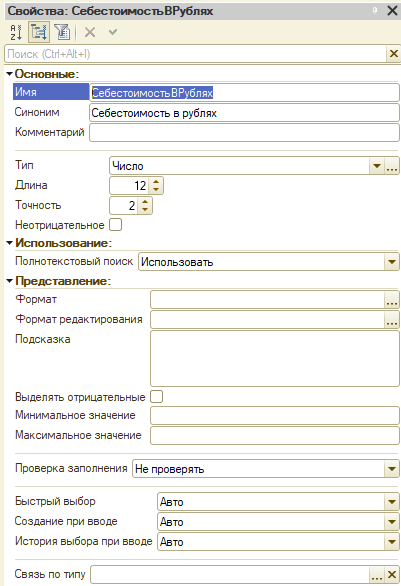 Свойства: СебестоимостьВРублях
Поиск (Ctrl+Alt+I)
Основные:
Имя СебестоимостьВРублях
Синоним Себестоимость в рублях
Комментарий
Тип Число
Длина 12
Точность 2
Неотрицательное
Использование:
Полнотекстовый поиск Использовать
Представление:
Формат
Формат редактирования
Подсказка
Выделять отрицательные
Минимальное значение
Максимальное значение
Проверка заполнения Не проверять
Быстрый выбор Авто
Создание при вводе Авто
История выбора при вводе Авто
Связь по типу